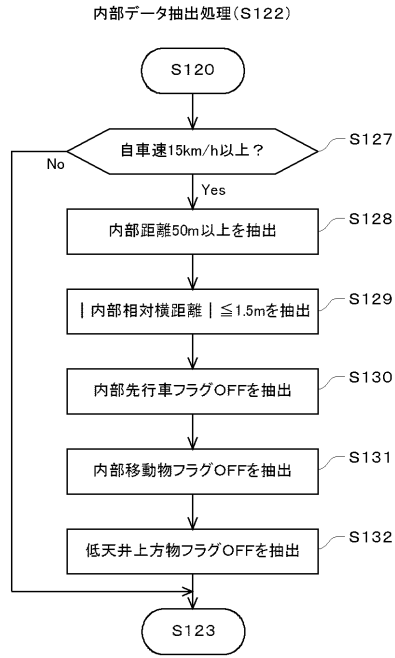 内部データ抽出処理(S122)
S120
自車速15km/h以上？
S127
No
Yes
内部距離50m以上を抽出
S128
｜内部相対横距離｜≦1.5mを抽出
S129
内部先行車フラグOFFを抽出
S130
内部移動物フラグOFFを抽出
S131
低天井上方物フラグOFFを抽出
S132
S123